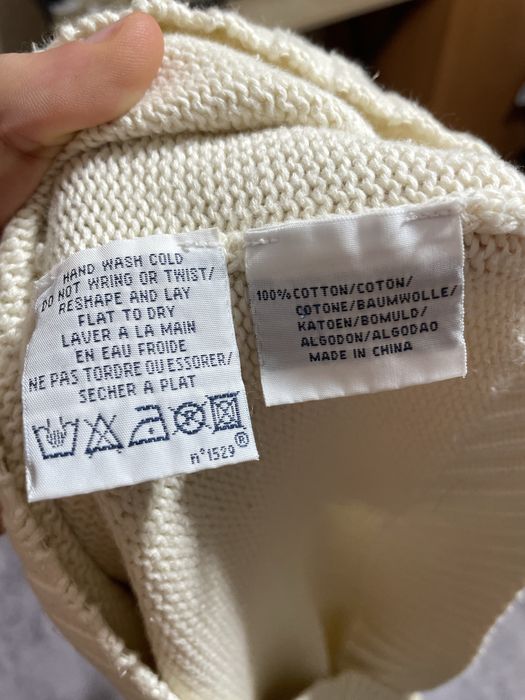 HAND WASH COLD
DO NOT WRING OR TWIST/
RESHAPE AND LAY
FLAT TO DRY
LAVER A LA MAIN
EN EAU FROIDE
NE PAS TORDRE OU ESSORER/
SECHER A PLAT
n°1529®
100% COTTON/COTON/
COTONE/BAUMWOLLE/
KATOEN/BOMULD/
ALGODON/ALGODAO
MADE IN CHINA